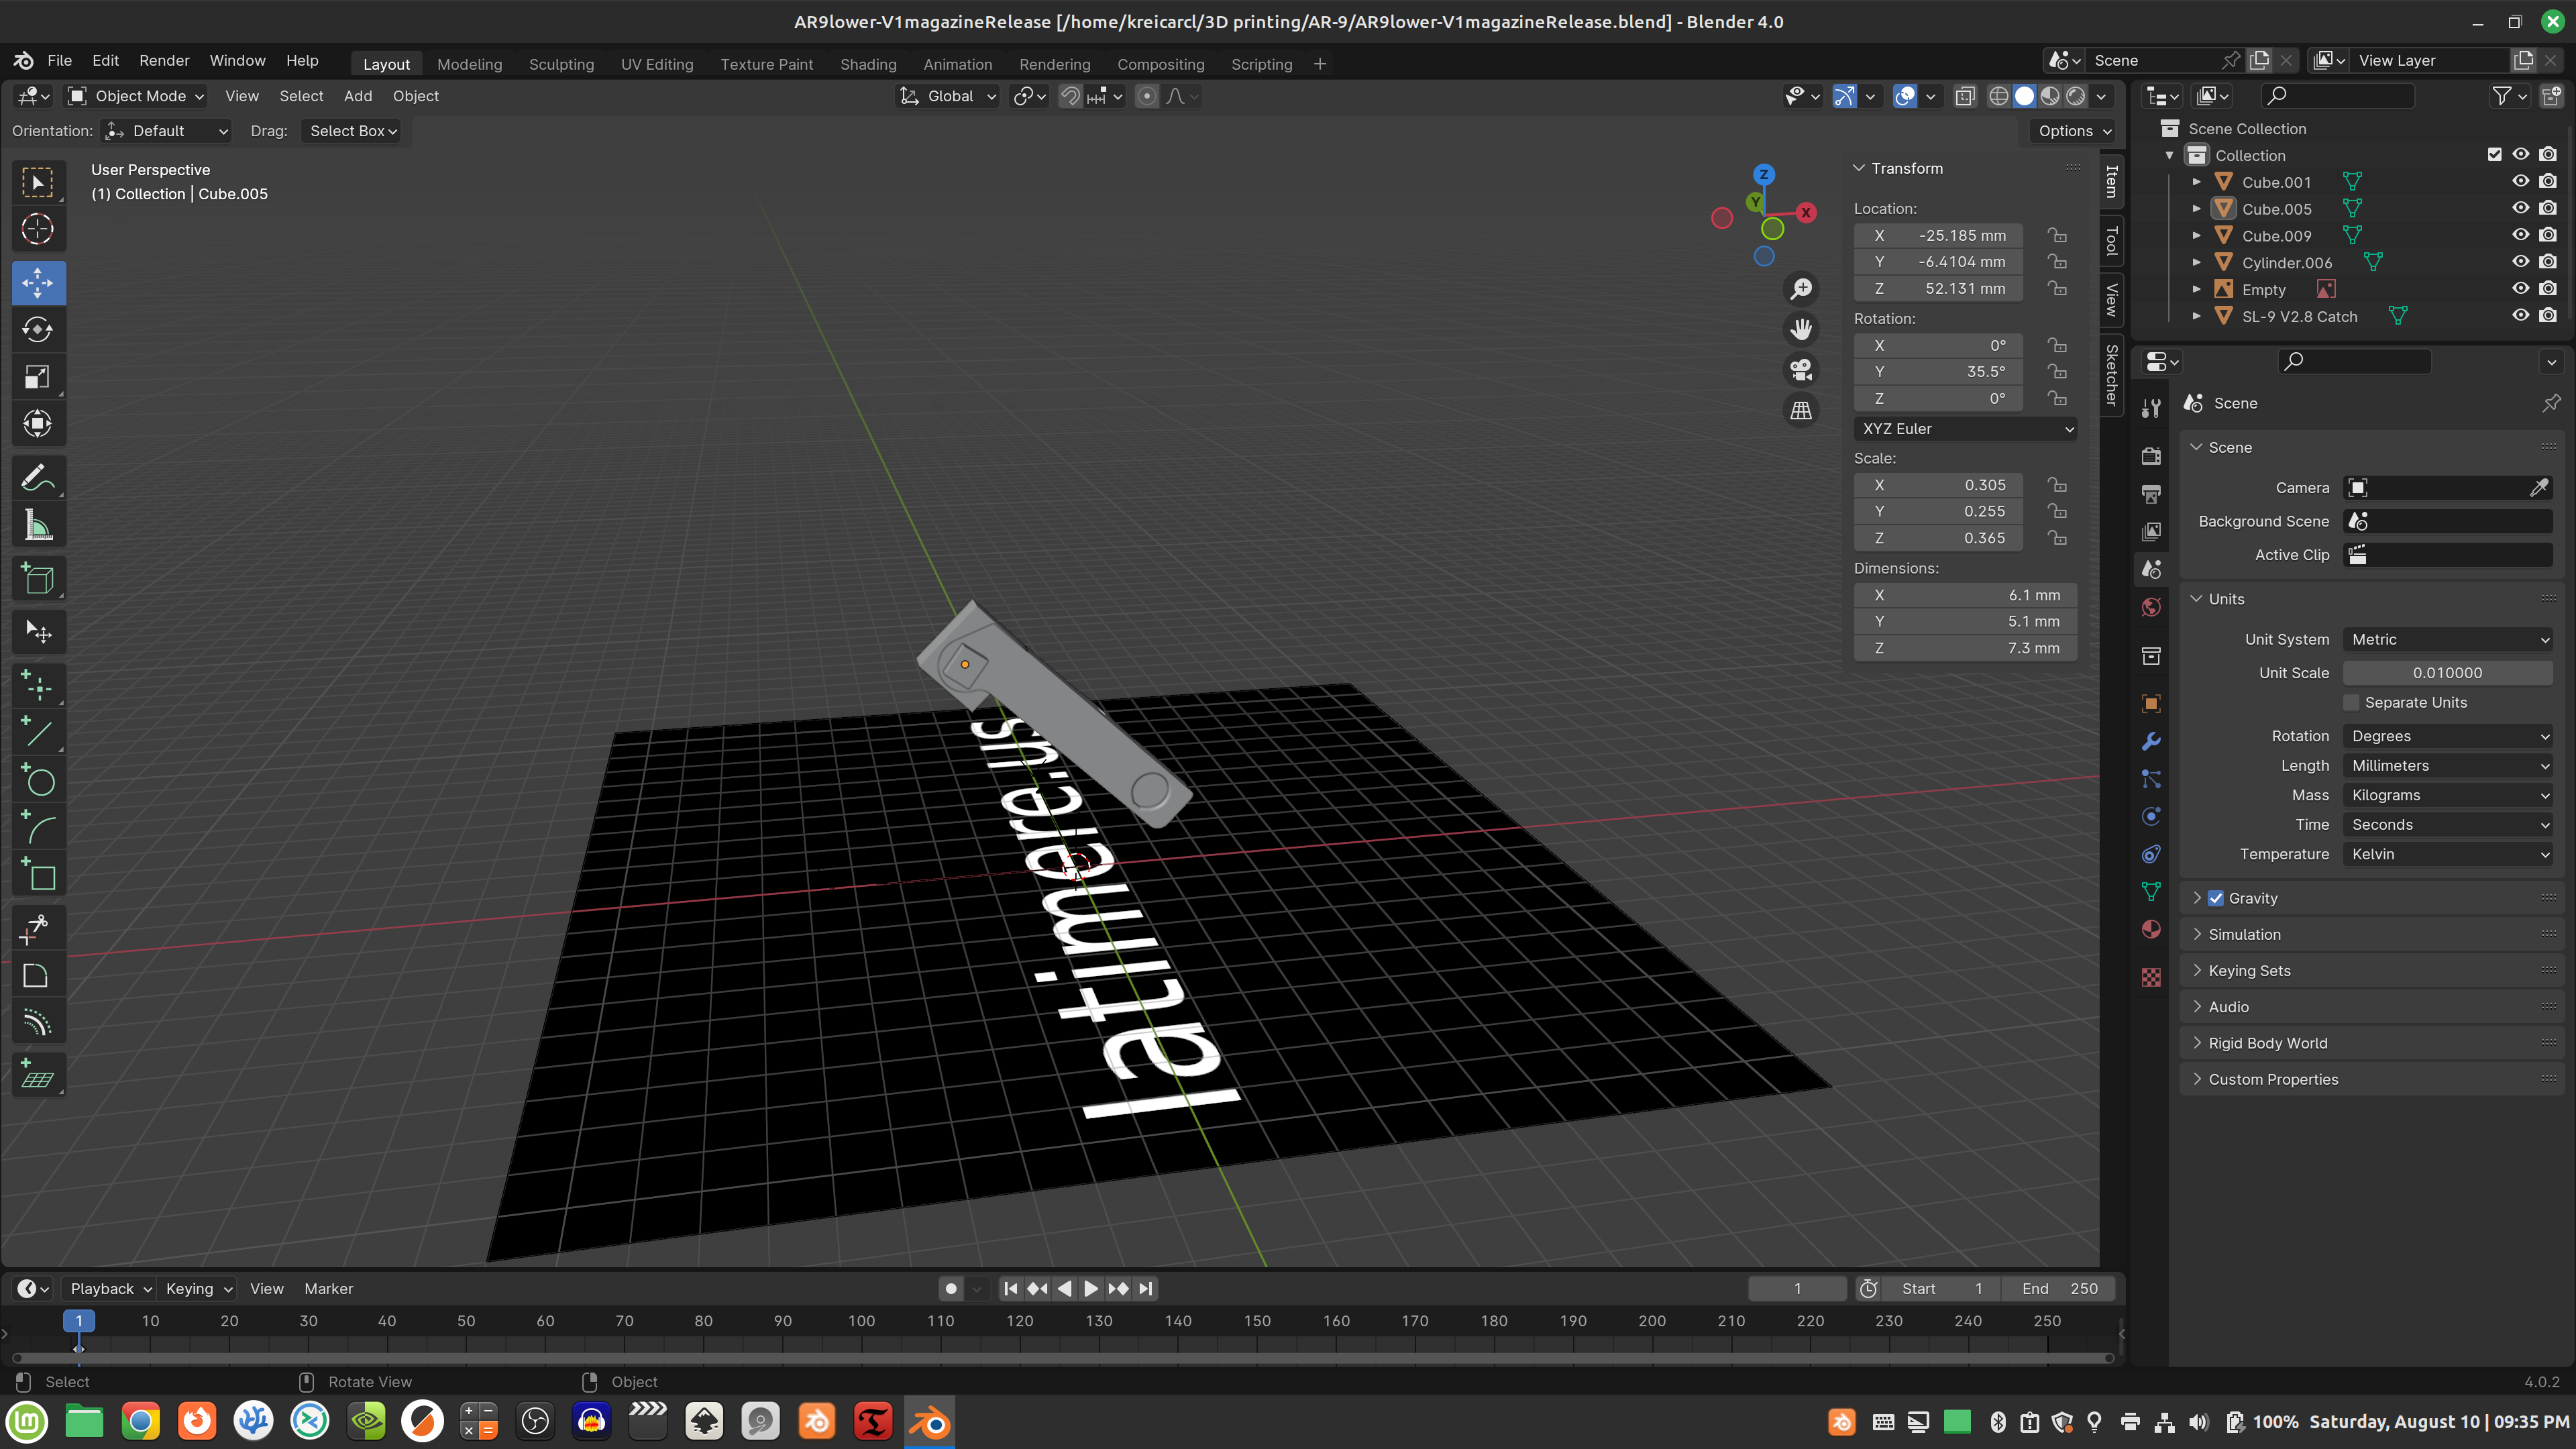 AR9lower-V1magazineRelease [/home/kreicarcl/3D printing/AR-9/AR9lower-V1magazineRelease.blend] - Blender 4.0
File Edit Render Window Help Layout Modeling Sculpting UV Editing Texture Paint Shading Animation Rendering Compositing Scripting + Scene View Layer
Object Mode View Select Add Object Global
Orientation: Default Drag: Select Box Options
User Perspective
(1) Collection | Cube.005
Z
Y
X
Transform
Location:
X -25.185 mm
Y -6.4104 mm
Z 52.131 mm
Rotation:
X 0°
Y 35.5°
Z 0°
XYZ Euler
Scale:
X 0.305
Y 0.255
Z 0.365
Dimensions:
X 6.1 mm
Y 5.1 mm
Z 7.3 mm
Item
Tool
View
Sketcher
Scene Collection
Collection
Cube.001
Cube.005
Cube.009
Cylinder.006
Empty
SL-9 V2.8 Catch
Scene
Scene
Camera
Background Scene
Active Clip
Units
Unit System Metric
Unit Scale 0.010000
Separate Units
Rotation Degrees
Length Millimeters
Mass Kilograms
Time Seconds
Temperature Kelvin
Gravity
Simulation
Keying Sets
Audio
Rigid Body World
Custom Properties
Playback Keying View Marker 1 Start 1 End 250
1 10 20 30 40 50 60 70 80 90 100 110 120 130 140 150 160 170 180 190 200 210 220 230 240 250
Select Rotate View Object 4.0.2
100% Saturday, August 10 | 09:35 PM